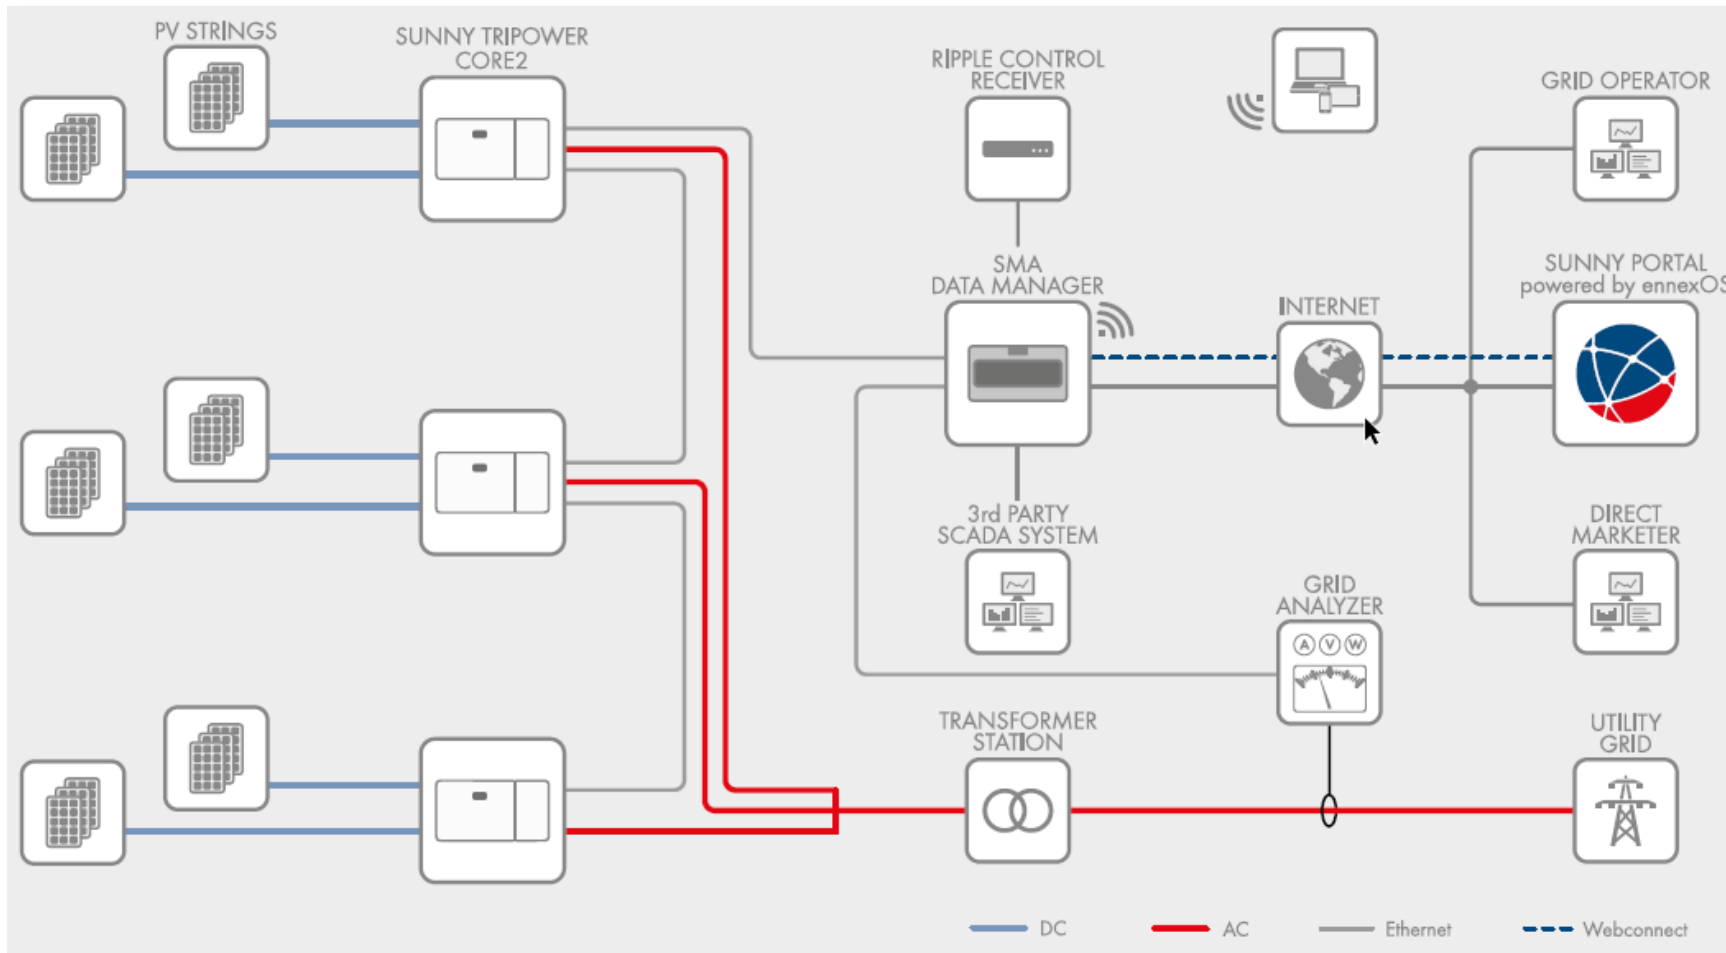 PV STRINGS
SUNNY TRIPOWER
CORE2
RIPPLE CONTROL
RECEIVER
GRID OPERATOR
SMA
DATA MANAGER
INTERNET
SUNNY PORTAL
powered by ennexOS
3rd PARTY
SCADA SYSTEM
DIRECT
MARKETER
GRID
ANALYZER
A V W
TRANSFORMER
STATION
UTILITY
GRID
DC
AC
Ethernet
Webconnect